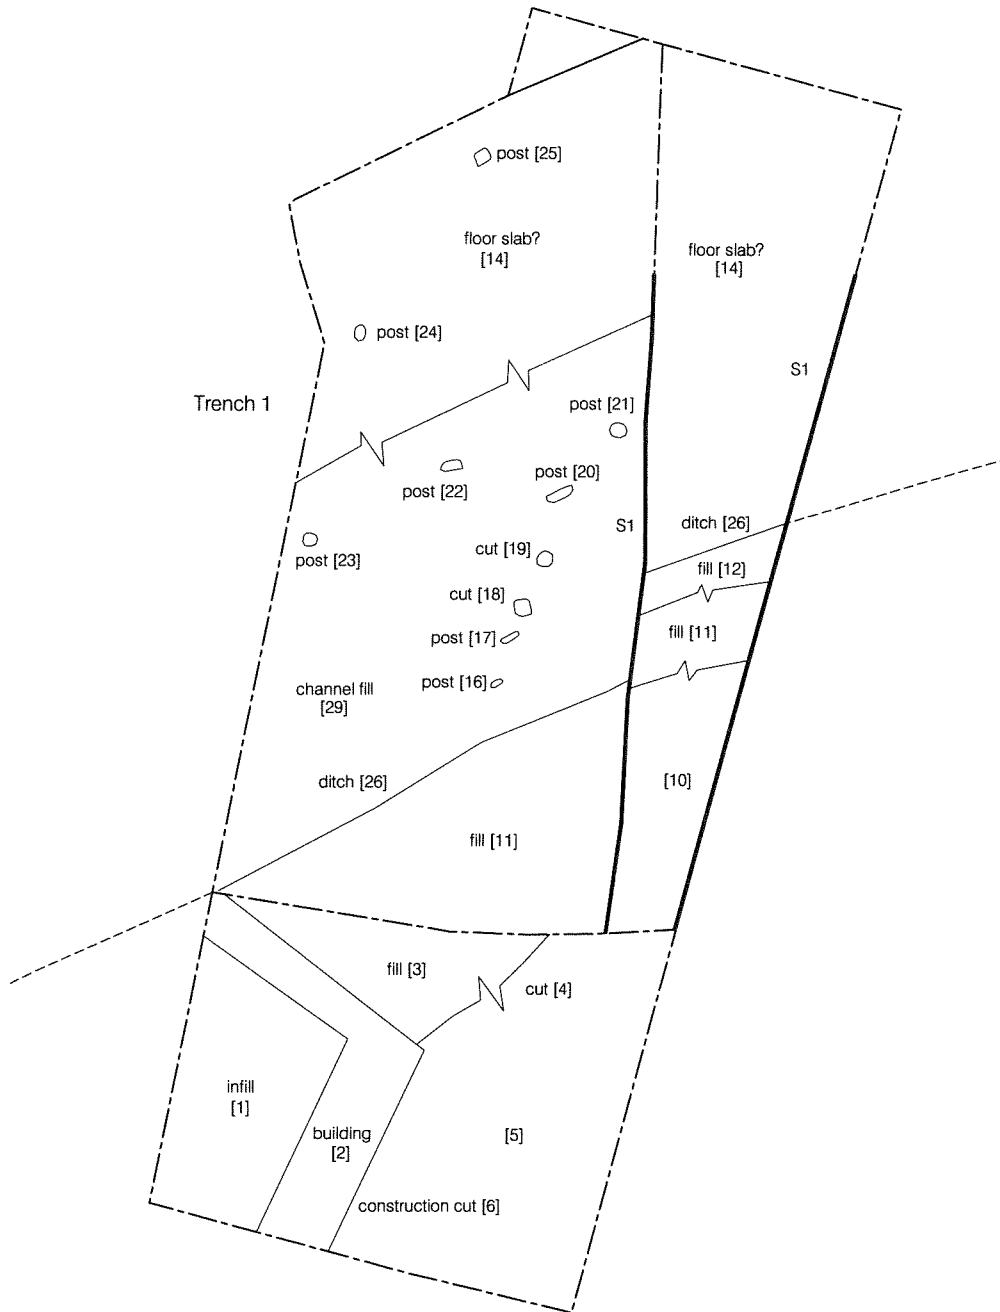 post [25]
floor slab?
[14]
floor slab?
[14]
post [24]
S1
Trench 1
post [21]
post [20]
post [22]
S1
ditch [26]
cut [19]
post [23]
fill [12]
cut [18]
fill [11]
post [17]
post [16]
channel fill
[29]
ditch [26]
[10]
fill [11]
fill [3]
cut [4]
infill
[1]
building
[2]
[5]
construction cut [6]